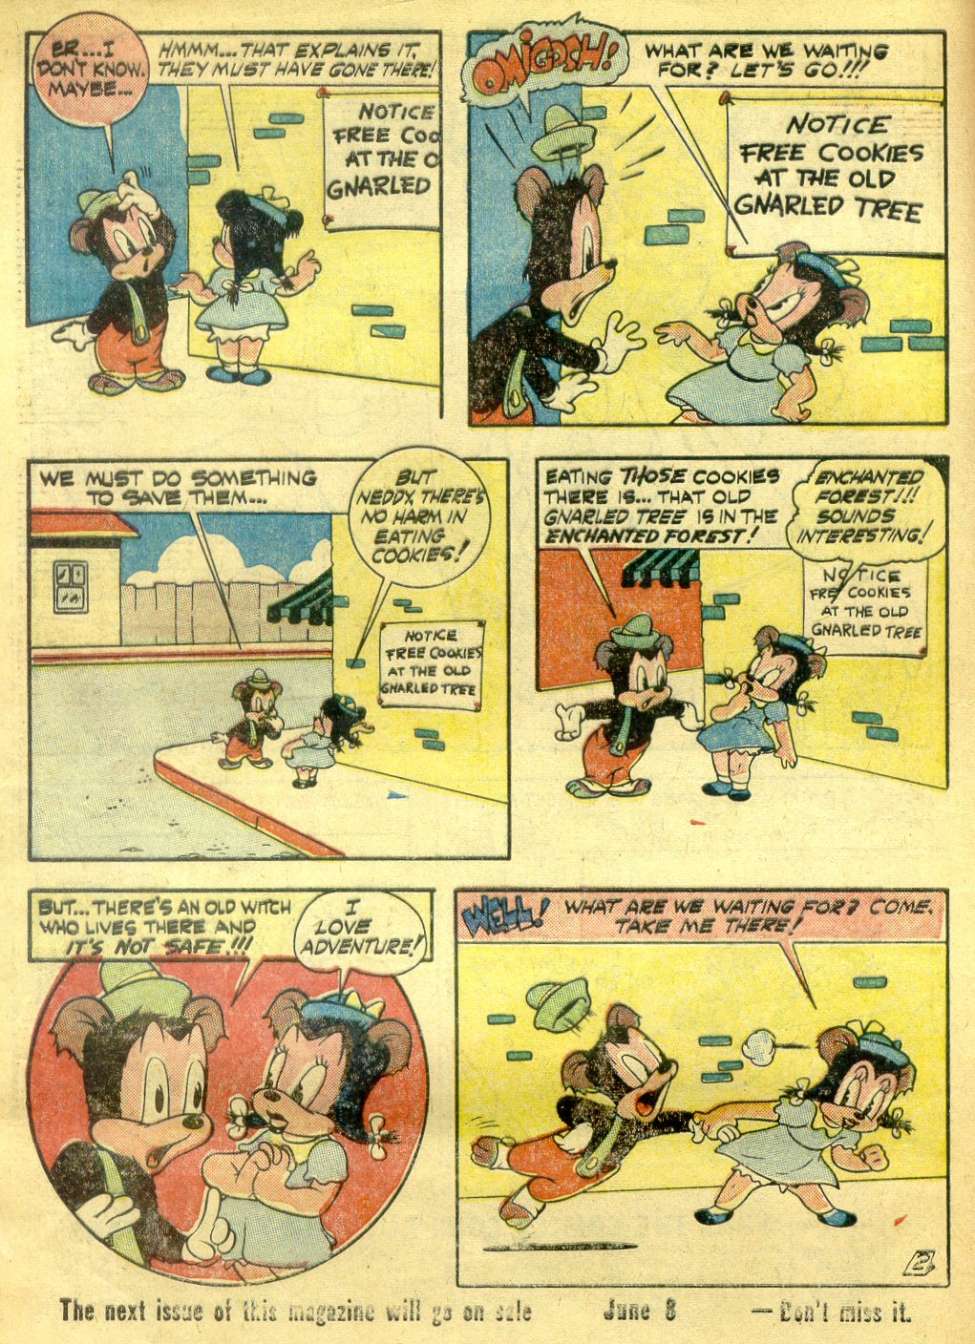 ER...I
DON'T KNOW.
MAYBE...
HMMM...THAT EXPLAINS IT.
THEY MUST HAVE GONE THERE!
NOTICE
FREE COO
AT THE O
GNARLED
OMIGOSH!
WHAT ARE WE WAITING
FOR? LET'S GO!!!
NOTICE
FREE COOKIES
AT THE OLD
GNARLED TREE
WE MUST DO SOMETHING
TO SAVE THEM...
BUT
NEDDY, THERE'S
NO HARM IN
EATING
COOKIES!
NOTICE
FREE COOKIES
AT THE OLD
GNARLED TREE
EATING THOSE COOKIES
THERE IS... THAT OLD
GNARLED TREE IS IN THE
ENCHANTED FOREST!
ENCHANTED
FOREST!!!
SOUNDS
INTERESTING!
NOTICE
FREE COOKIES
AT THE OLD
GNARLED TREE
BUT...THERE'S AN OLD WITCH
WHO LIVES THERE AND
IT'S NOT SAFE!!!
I
LOVE
ADVENTURE!
WELL! WHAT ARE WE WAITING FOR? COME,
TAKE ME THERE!
2
The next issue of this magazine will go on sale June 8 — Don't miss it.